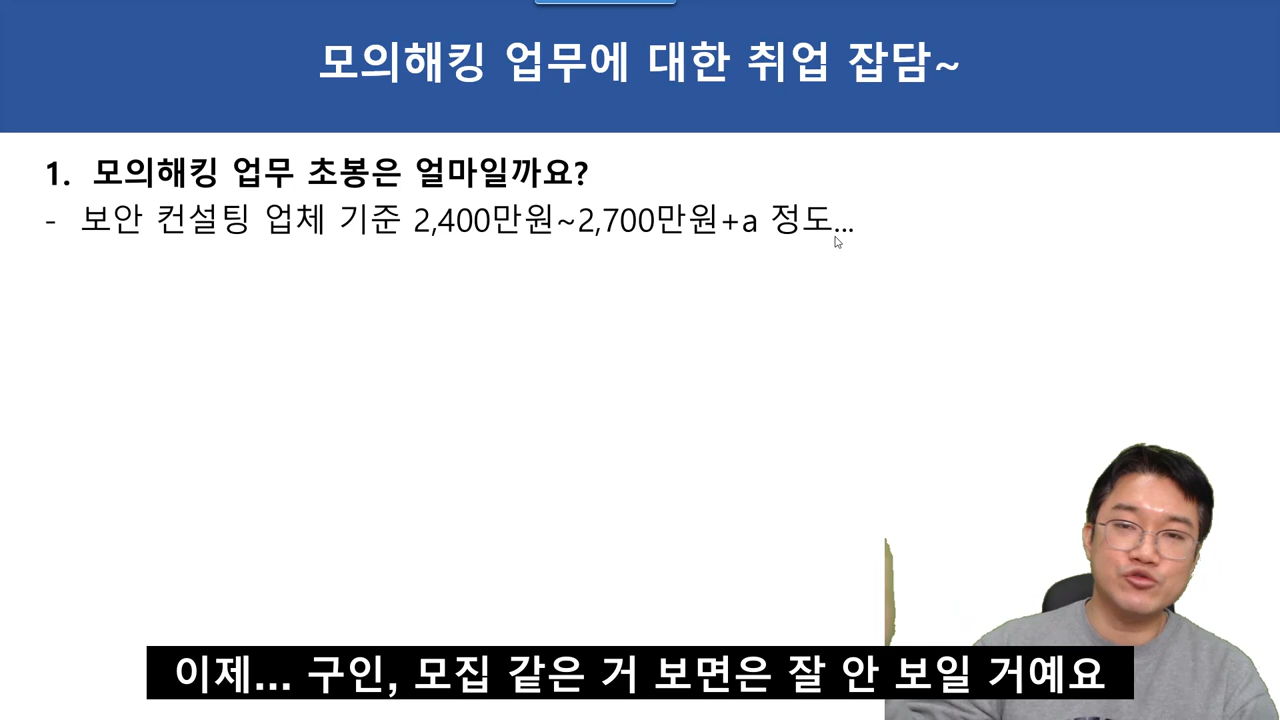 모의해킹 업무에 대한 취업 잡담~
1. 모의해킹 업무 초봉은 얼마일까요?
- 보안 컨설팅 업체 기준 2,400만원~2,700만원+a 정도...
이제... 구인, 모집 같은 거 보면은 잘 안 보일 거예요